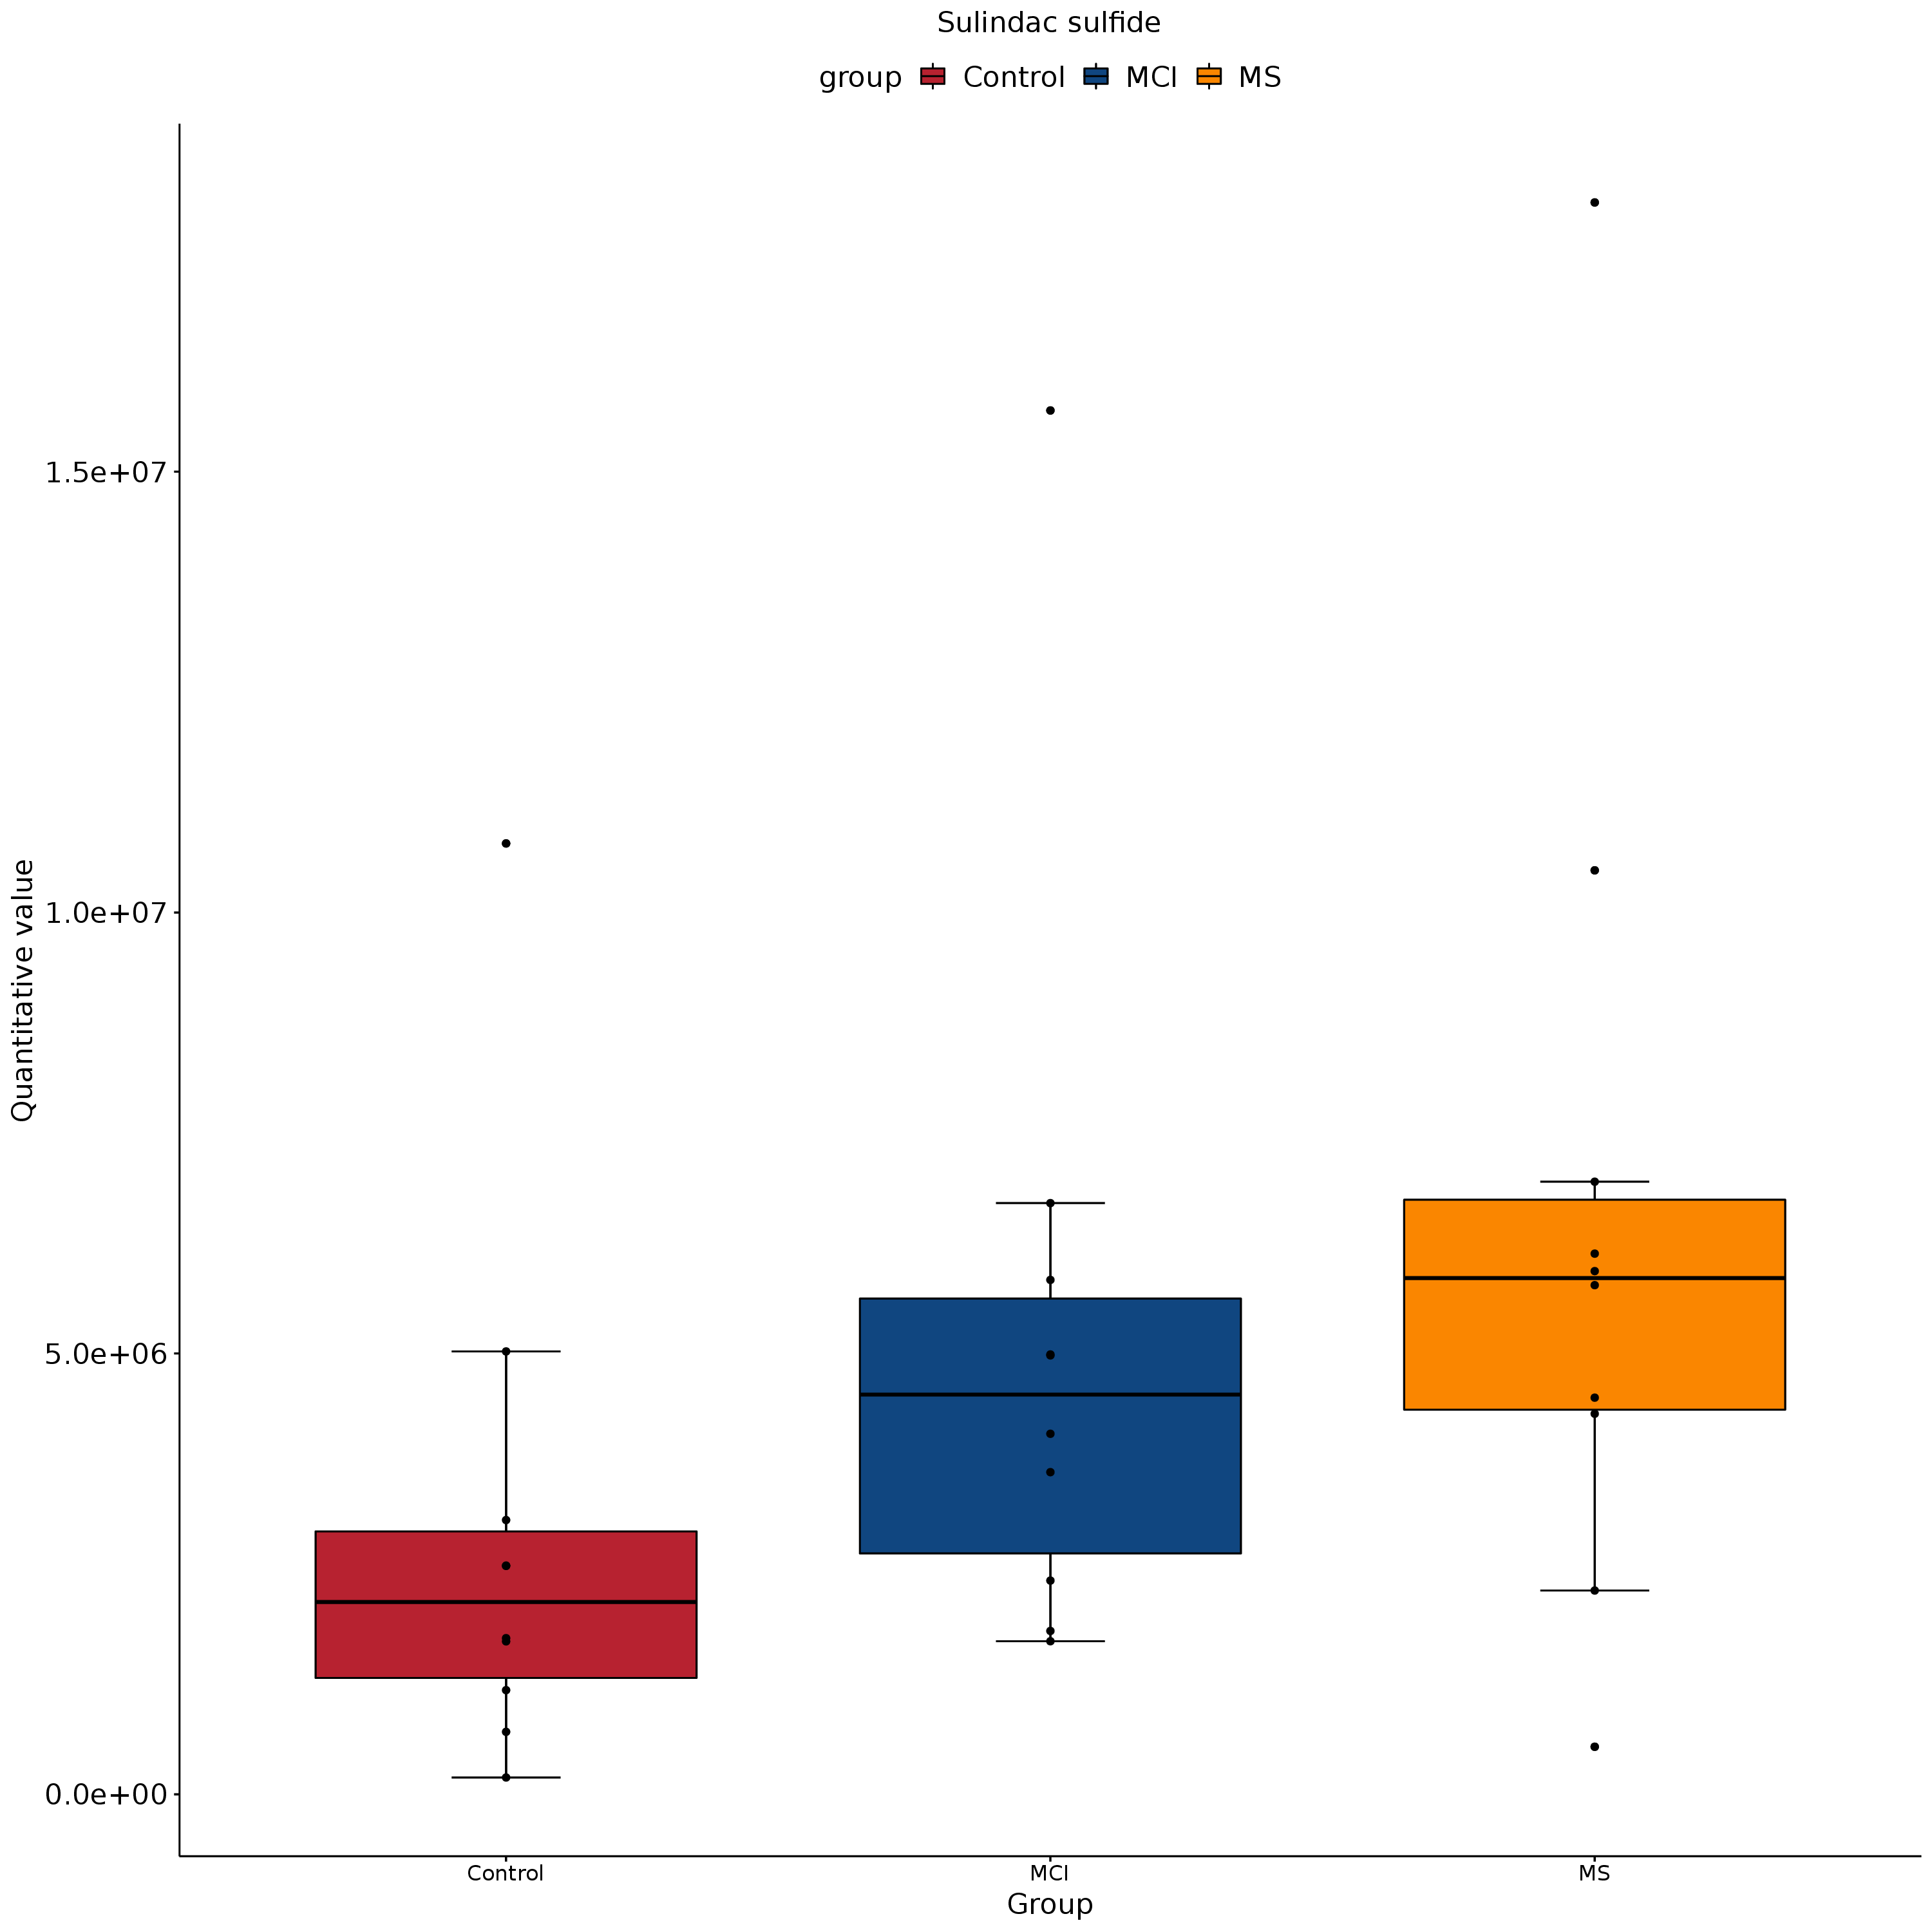 Sulindac sulfide
group Control MCI MS
Quantitative value
1.5e+07
1.0e+07
5.0e+06
0.0e+00
Control MCI MS
Group